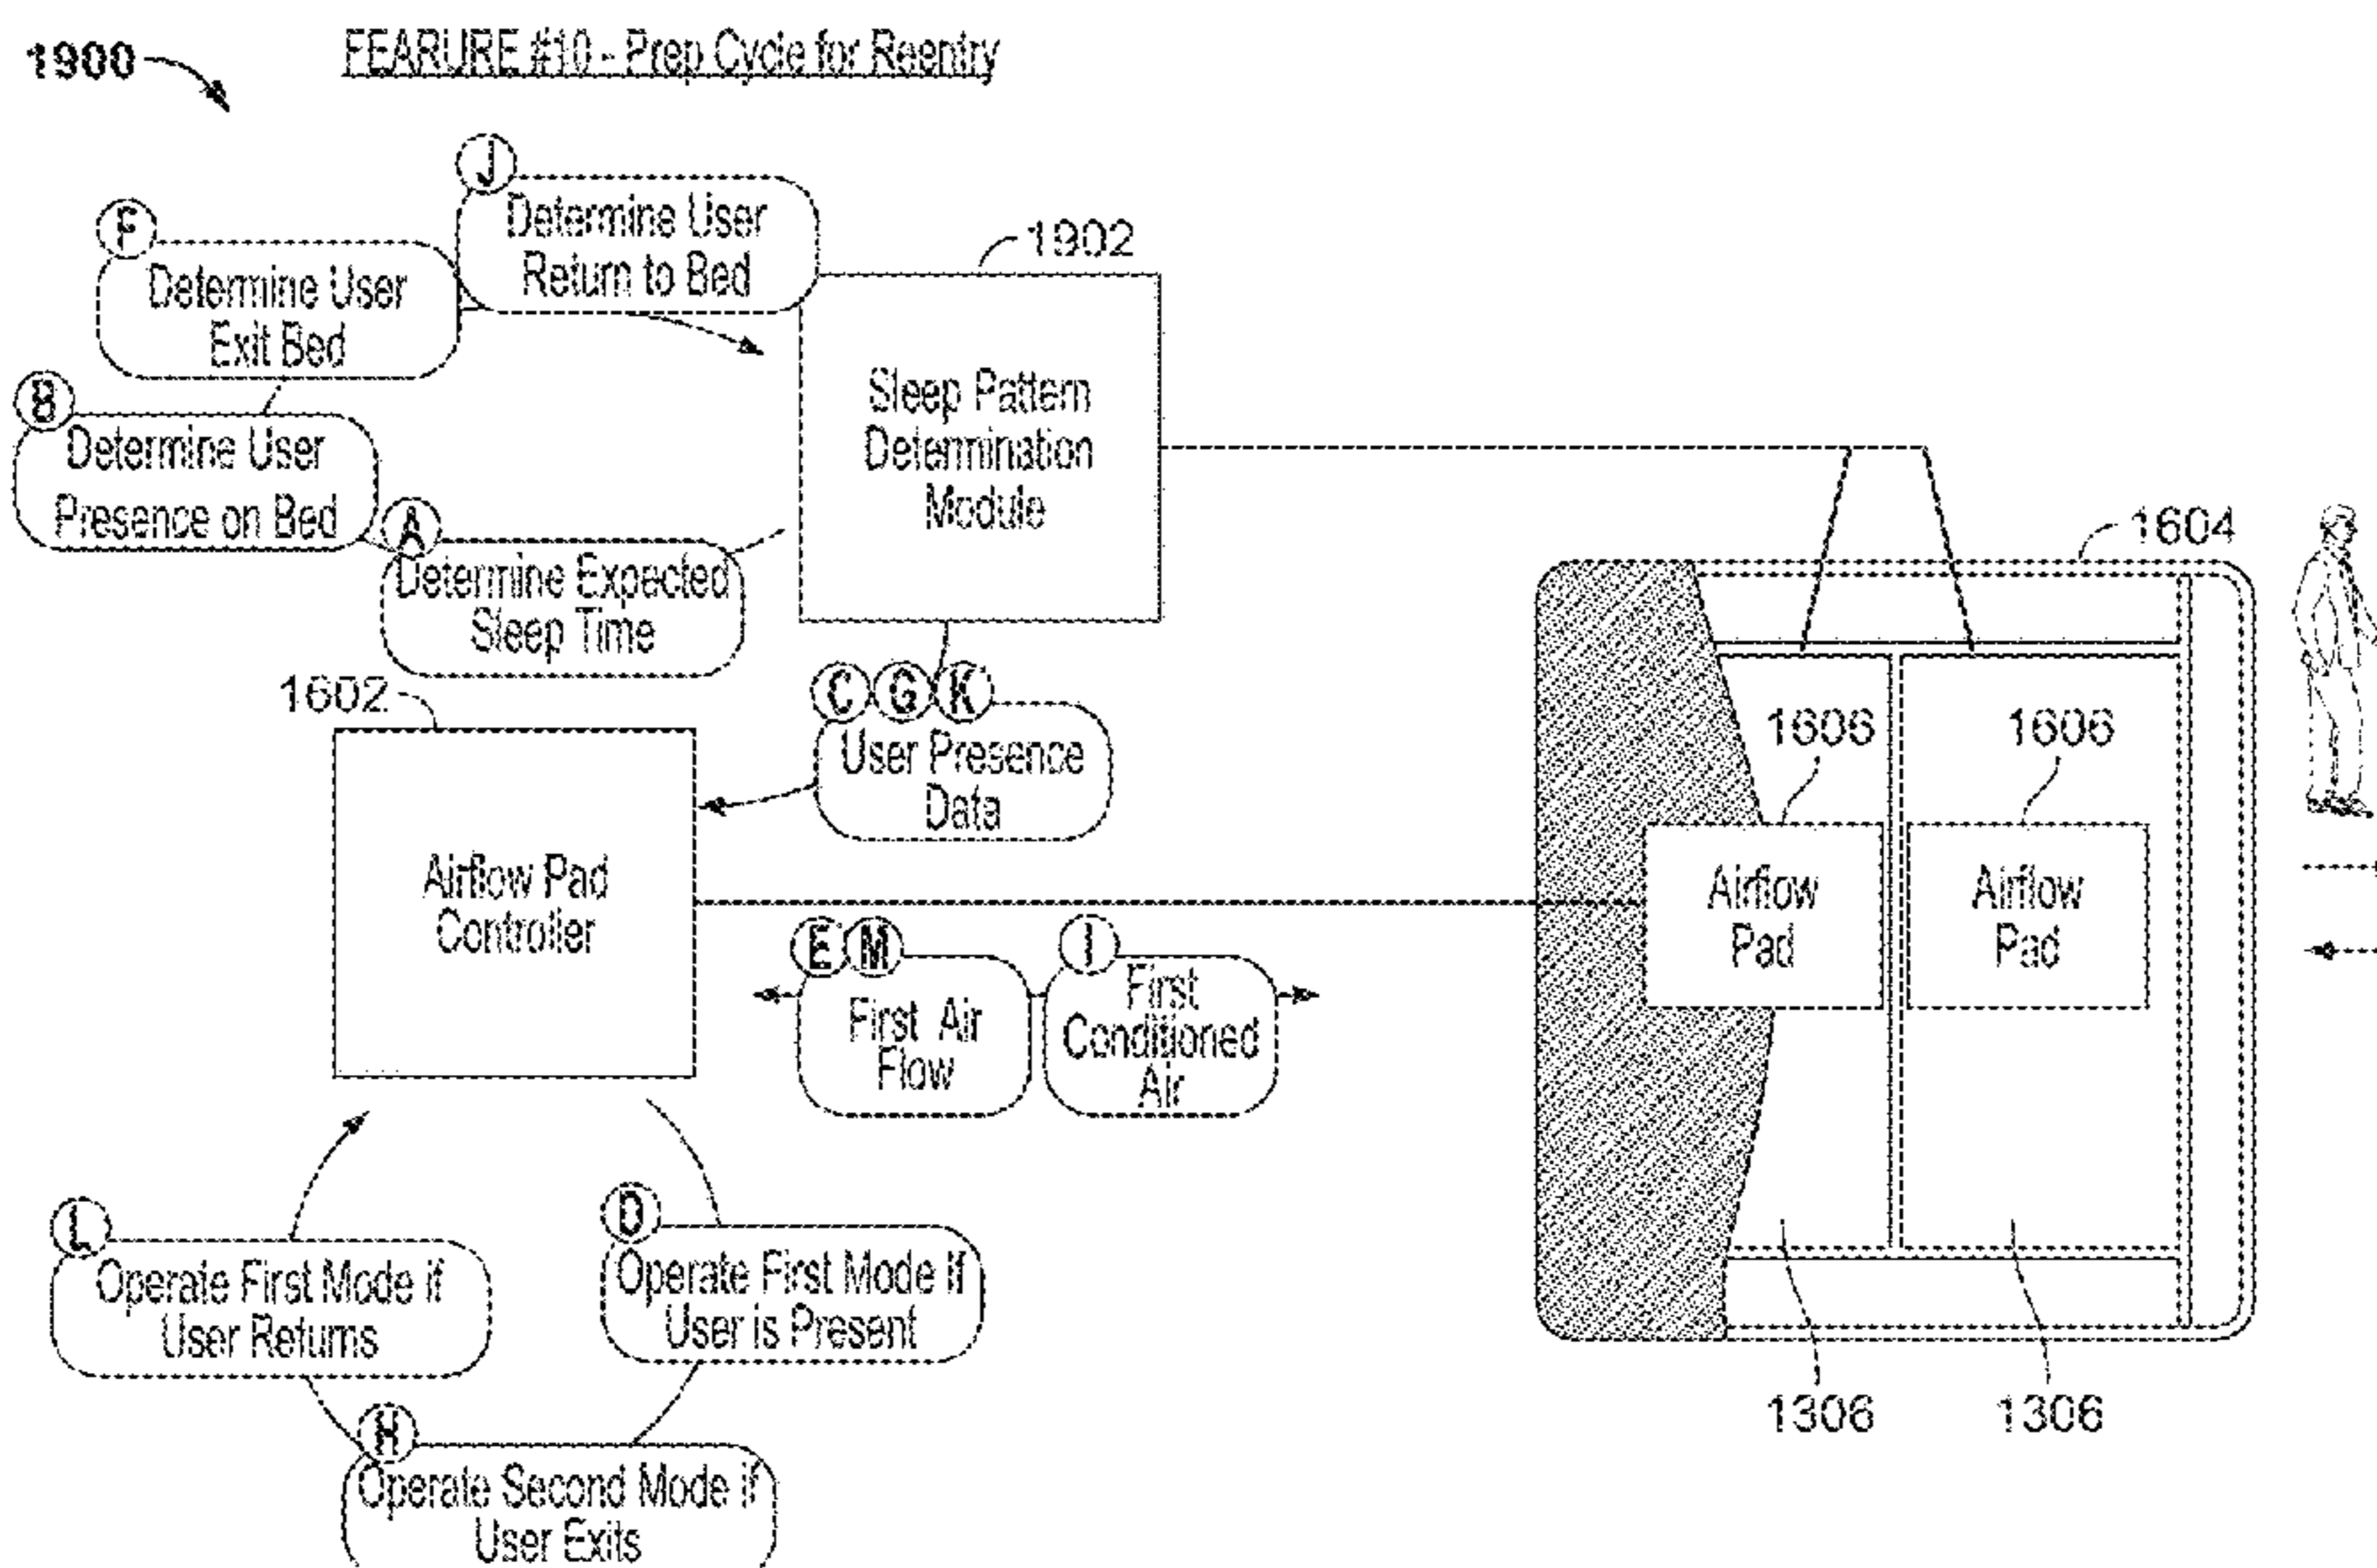 1900
FEARURE #10 - Prep Cycle for Reentry
J
Determine User
Return to Bed
F
Determine User
Exit Bed
1902
B
Determine User
Presence on Bed
Sleep Pattern
Determination
Module
A
Determine Expected
Sleep Time
1604
1602
C G K
User Presence
Data
1606
1606
Airflow Pad
Controller
Airflow
Pad
Airflow
Pad
E M
First Air
Flow
I
First
Conditioned
Air
L
Operate First Mode if
User Returns
D
Operate First Mode if
User is Present
H
Operate Second Mode if
User Exits
1306
1306